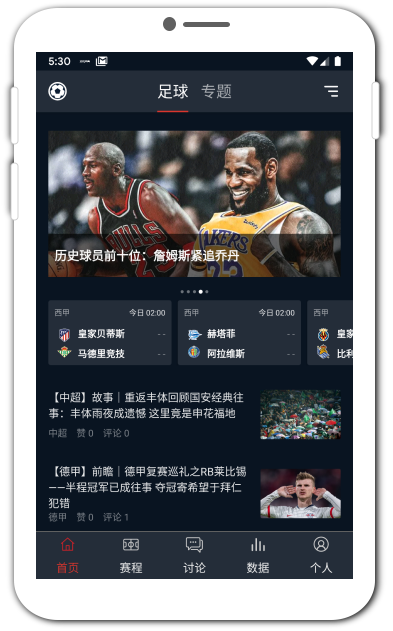 5:30
足球 专题
BULLS
LAKERS
23
历史球员前十位：詹姆斯紧追乔丹
西甲 今日 02:00
皇家贝蒂斯 - -
马德里竞技
西甲 今日 02:00
赫塔菲 - -
阿拉维斯
西甲
皇家
比利
【中超】故事｜重返丰体回顾国安经典往
事：丰体雨夜成遗憾 这里竟是申花福地
中超 赞 0 评论 0
【德甲】前瞻｜德甲复赛巡礼之RB莱比锡
——半程冠军已成往事 夺冠寄希望于拜仁
犯错
德甲 赞 0 评论 1
首页 赛程 讨论 数据 个人